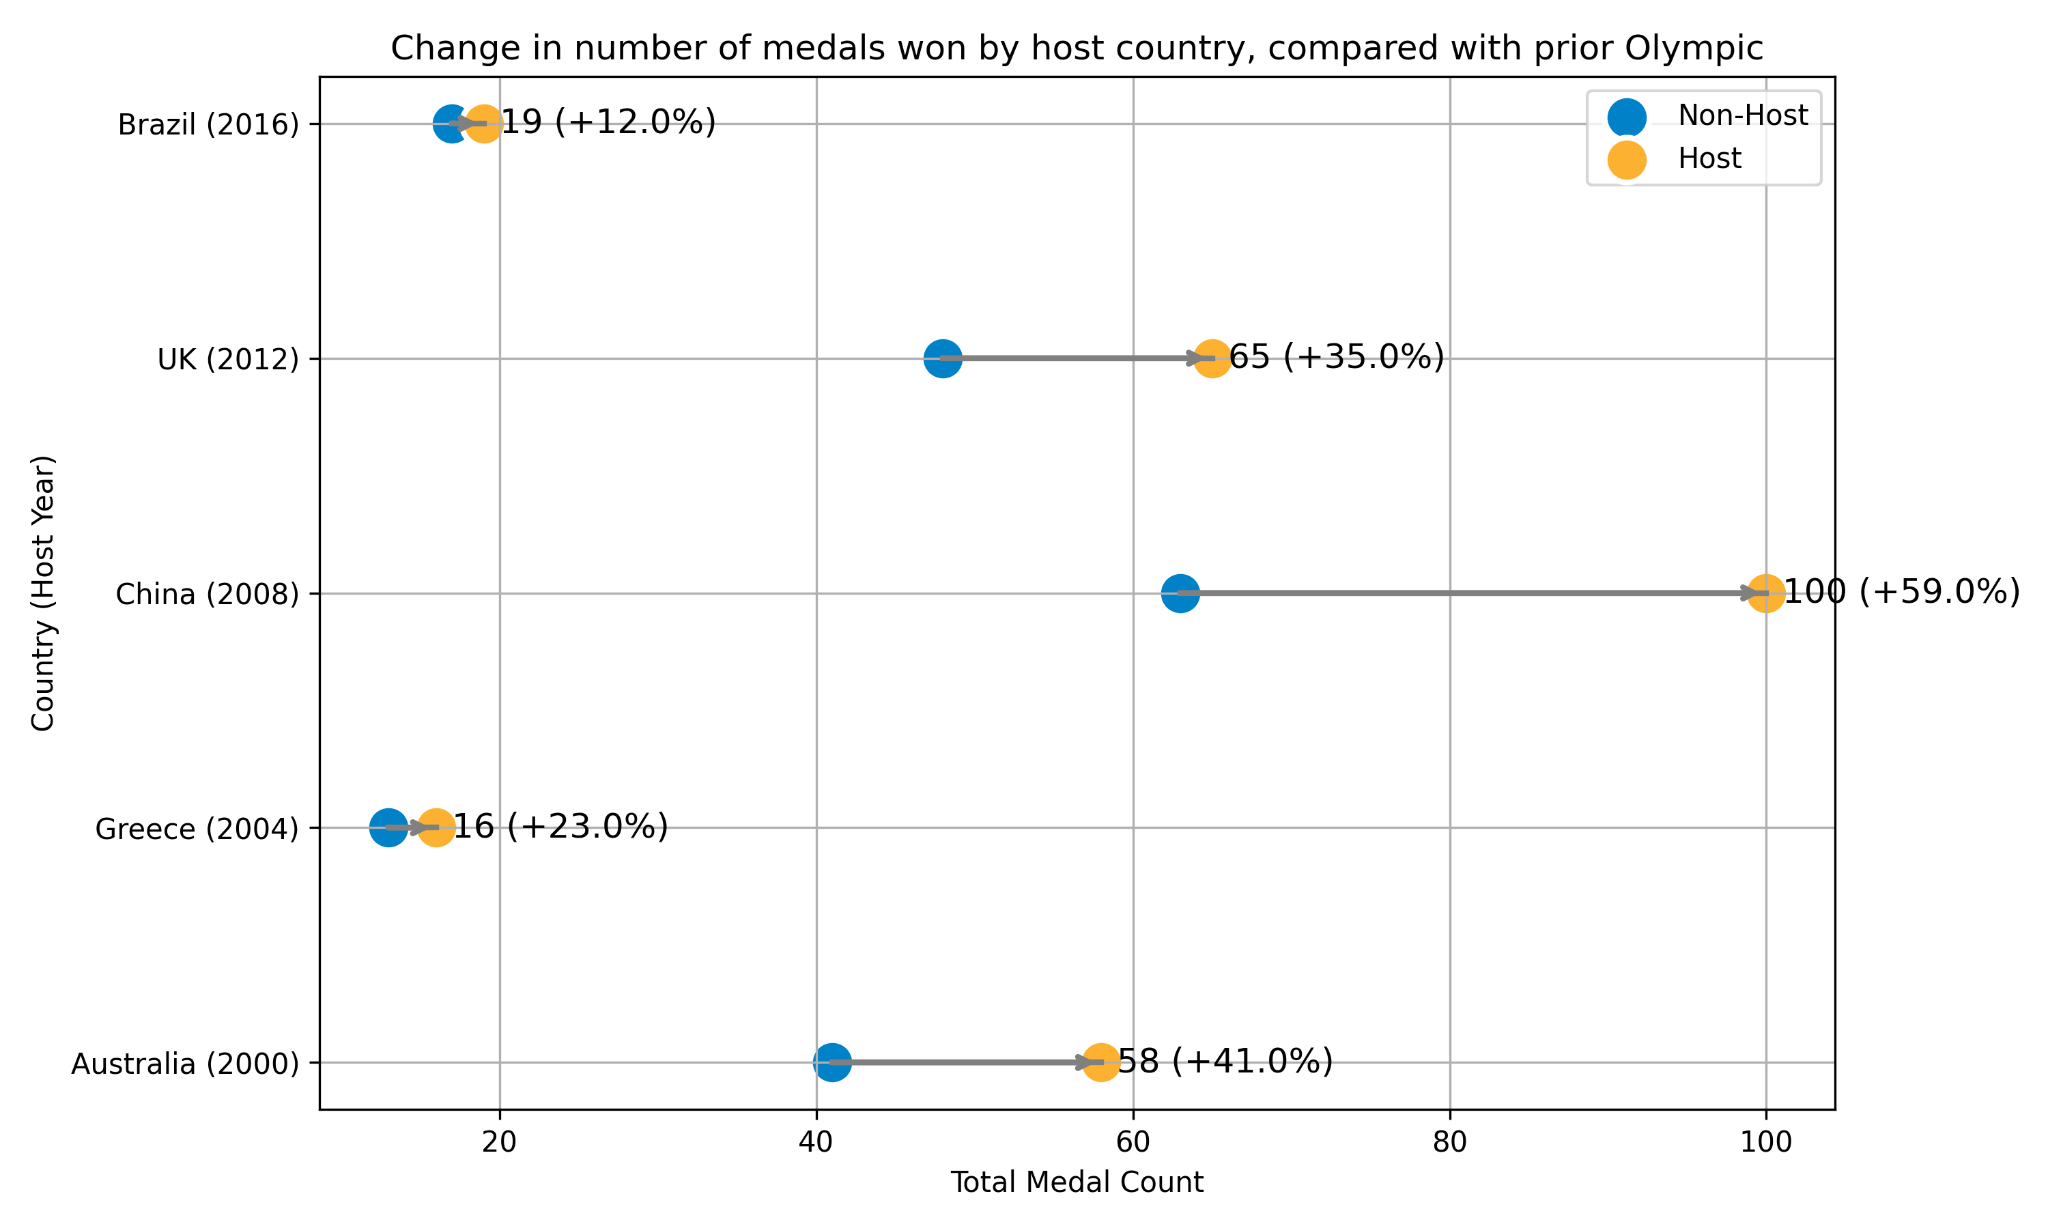 Change in number of medals won by host country, compared with prior Olympic
Non-Host
Host
Brazil (2016)
19 (+12.0%)
UK (2012)
65 (+35.0%)
China (2008)
100 (+59.0%)
Greece (2004)
16 (+23.0%)
Australia (2000)
58 (+41.0%)
Country (Host Year)
20 40 60 80 100
Total Medal Count